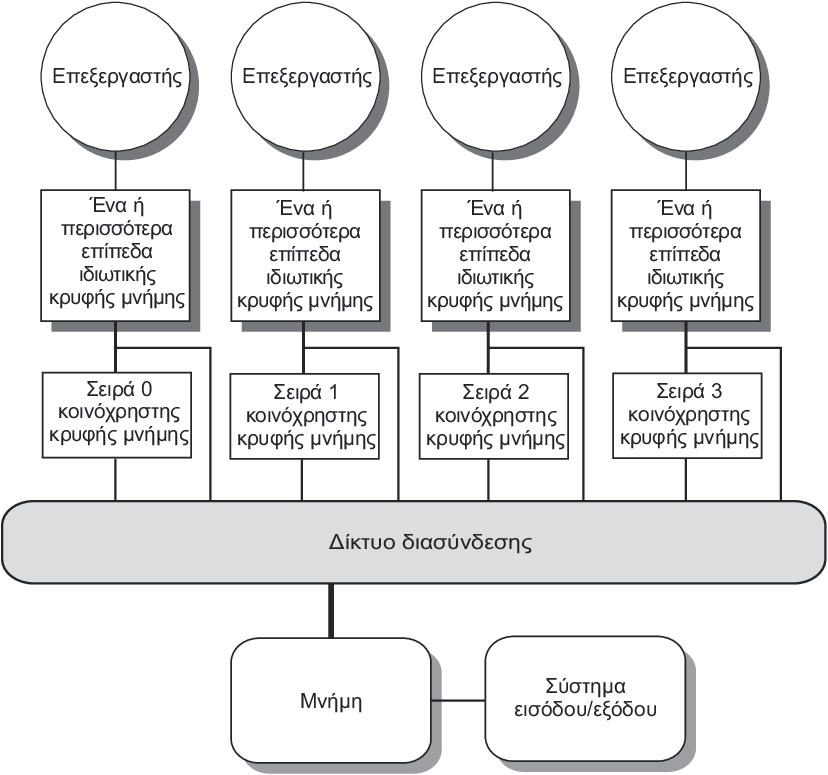 Επεξεργαστής
Επεξεργαστής
Επεξεργαστής
Επεξεργαστής
Ένα ή
περισσότερα
επίπεδα
ιδιωτικής
κρυφής μνήμης
Ένα ή
περισσότερα
επίπεδα
ιδιωτικής
κρυφής μνήμης
Ένα ή
περισσότερα
επίπεδα
ιδιωτικής
κρυφής μνήμης
Ένα ή
περισσότερα
επίπεδα
ιδιωτικής
κρυφής μνήμης
Σειρά 0
κοινόχρηστης
κρυφής μνήμης
Σειρά 1
κοινόχρηστης
κρυφής μνήμης
Σειρά 2
κοινόχρηστης
κρυφής μνήμης
Σειρά 3
κοινόχρηστης
κρυφής μνήμης
Δίκτυο διασύνδεσης
Μνήμη
Σύστημα
εισόδου/εξόδου